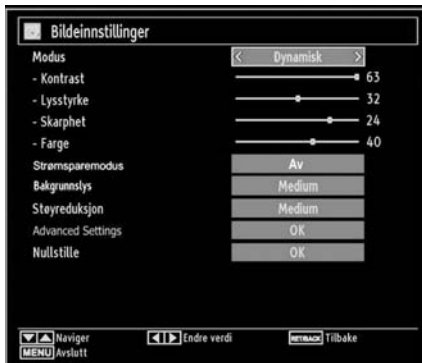 Bildeinnstillinger
Modus Dynamisk
- Kontrast 63
- Lysstyrke 32
- Skarphet 24
- Farge 40
Strømsparemodus Av
Bakgrunnslys Medium
Støyreduksjon Medium
Advanced Settings OK
Nullstille OK
Naviger Endre verdi RET/BACK Tilbake
MENU Avslutt